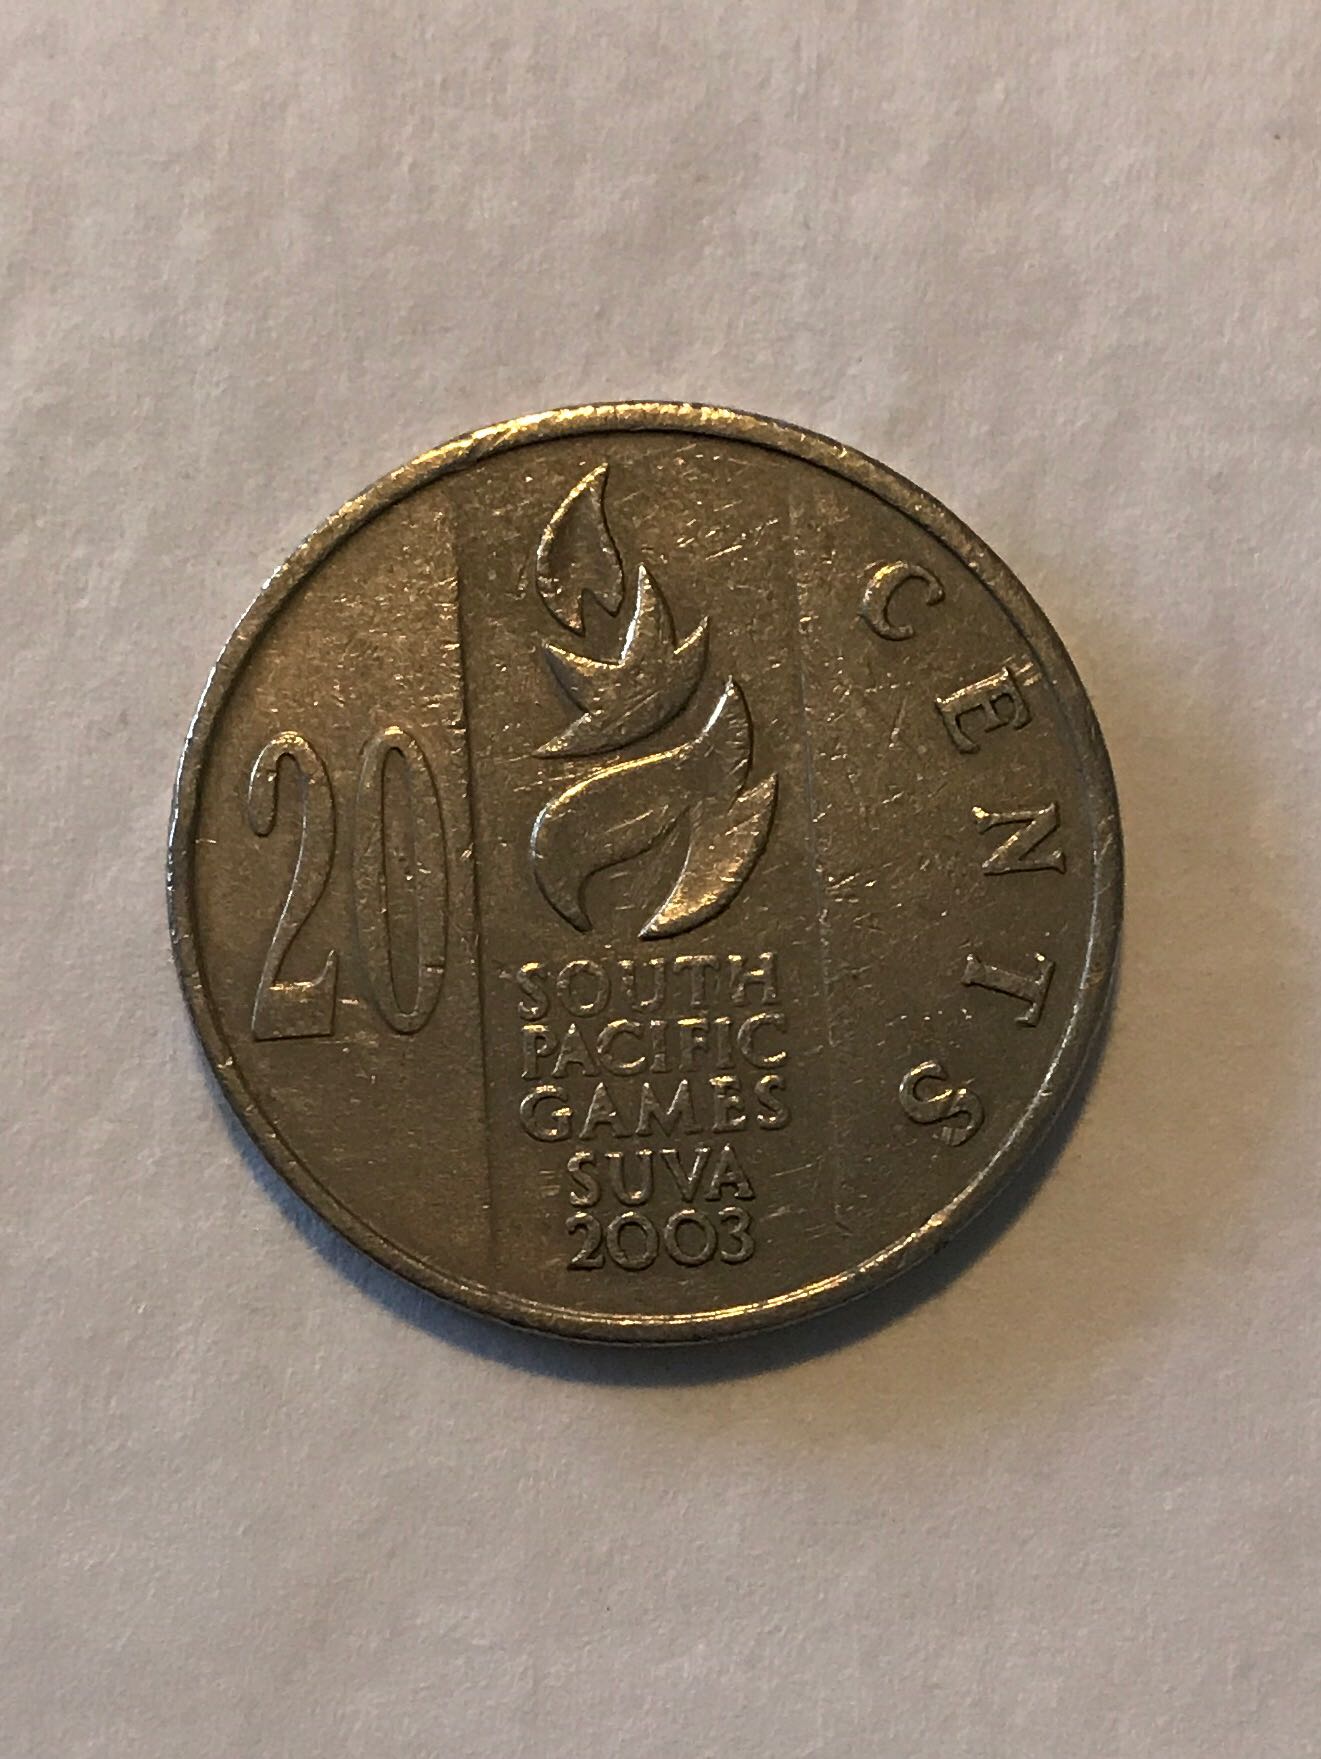 20
CENTS
SOUTH
PACIFIC
GAMES
SUVA
2003